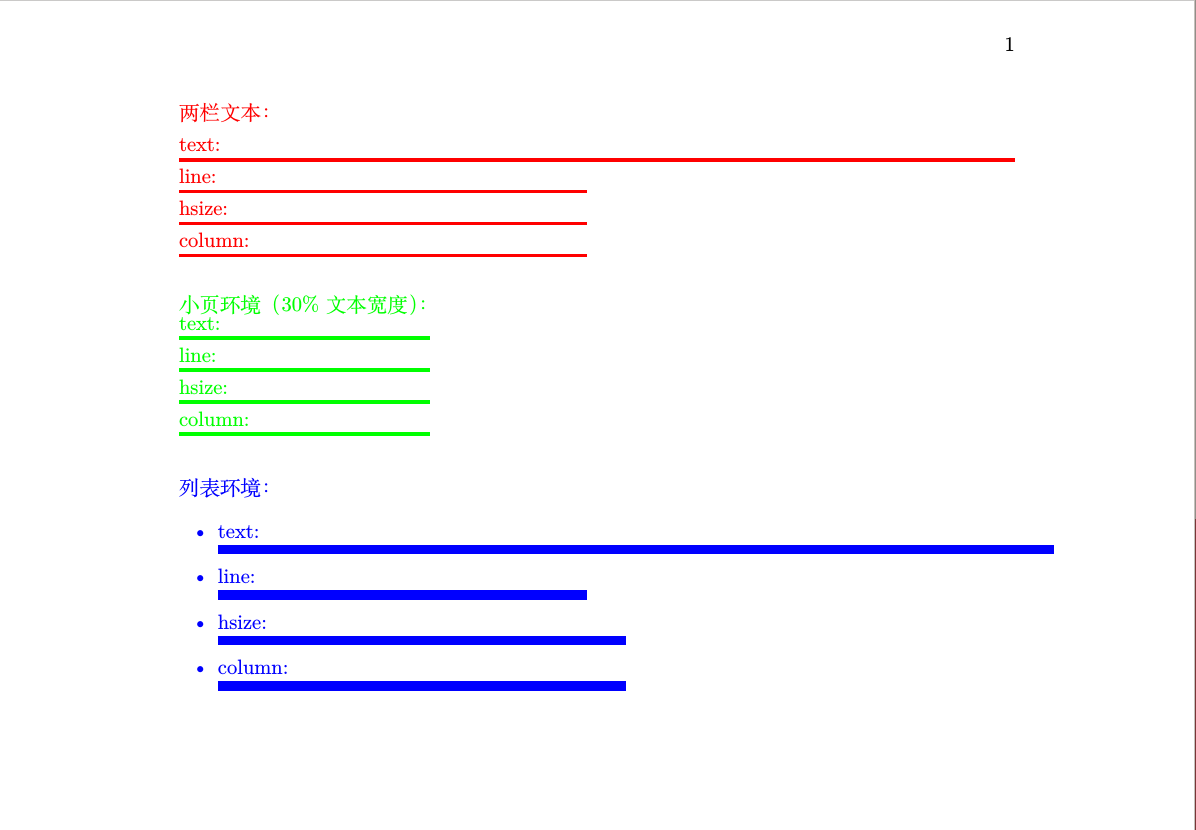 1
两栏文本：
text:
line:
hsize:
column:
小页环境（30% 文本宽度）：
text:
line:
hsize:
column:
列表环境：
• text:
• line:
• hsize:
• column: